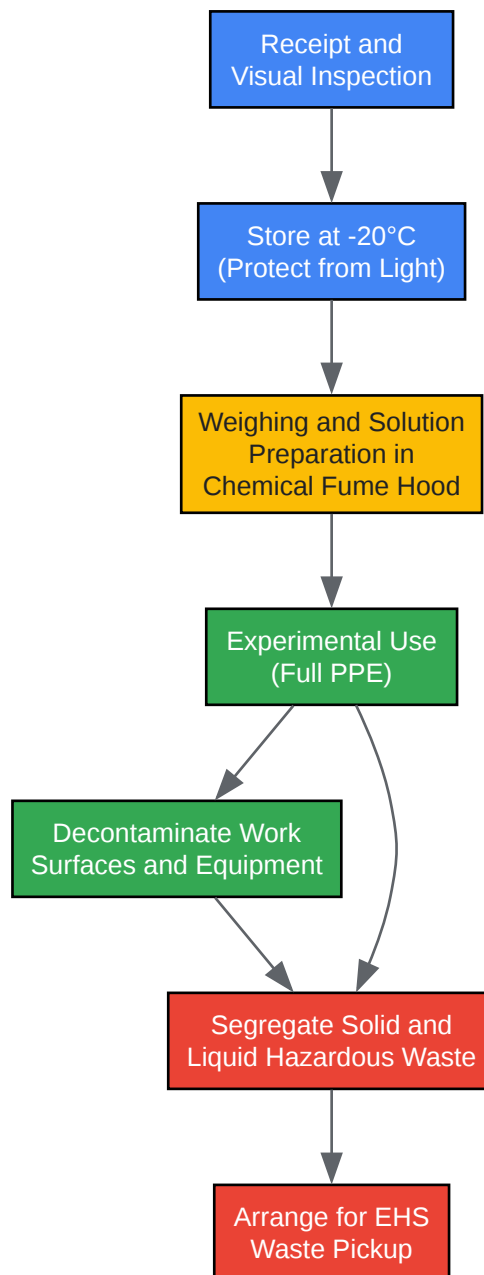 Receipt and
Visual Inspection
Store at -20°C
(Protect from Light)
Weighing and Solution
Preparation in
Chemical Fume Hood
Experimental Use
(Full PPE)
Decontaminate Work
Surfaces and Equipment
Segregate Solid and
Liquid Hazardous Waste
Arrange for EHS
Waste Pickup